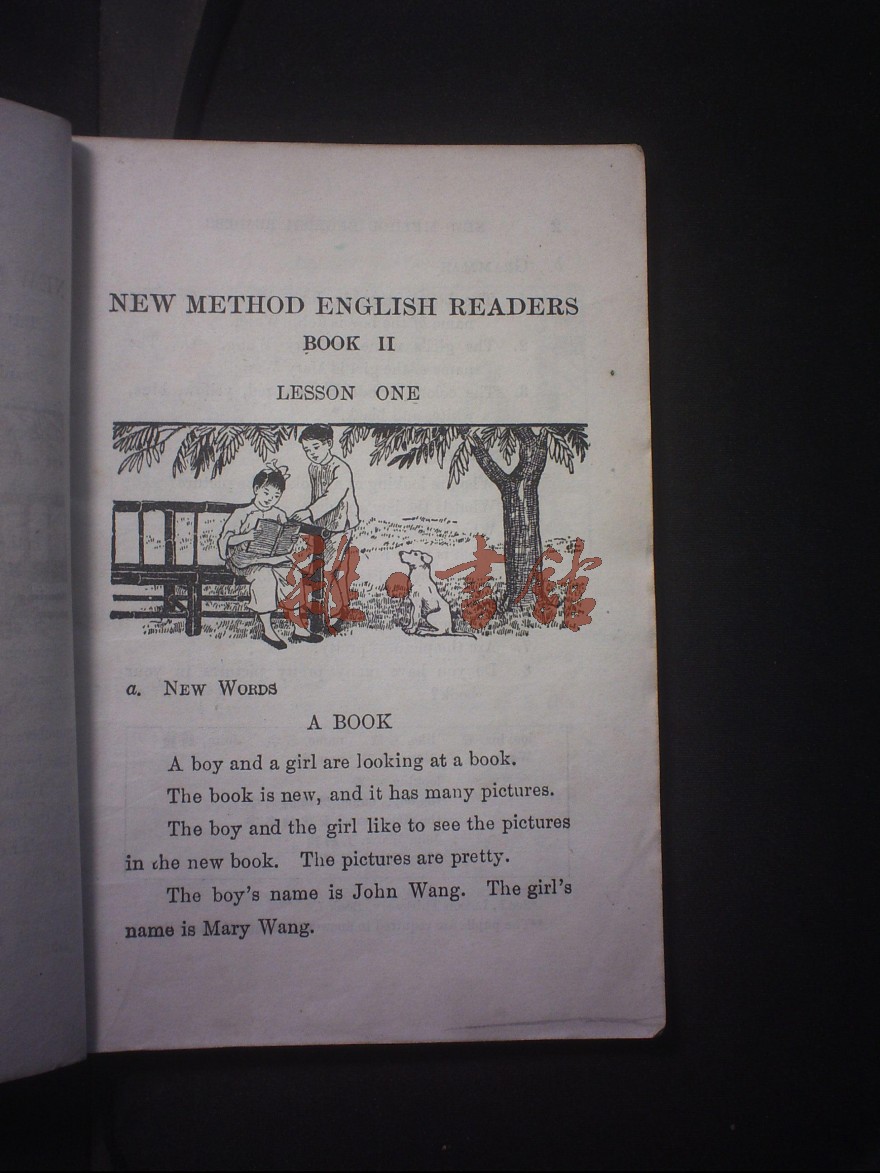 NEW METHOD ENGLISH READERS
BOOK II
LESSON ONE
雜·書館
a. NEW WORDS
A BOOK
A boy and a girl are looking at a book.
The book is new, and it has many pictures.
The boy and the girl like to see the pictures
in the new book. The pictures are pretty.
The boy's name is John Wang. The girl's
name is Mary Wang.